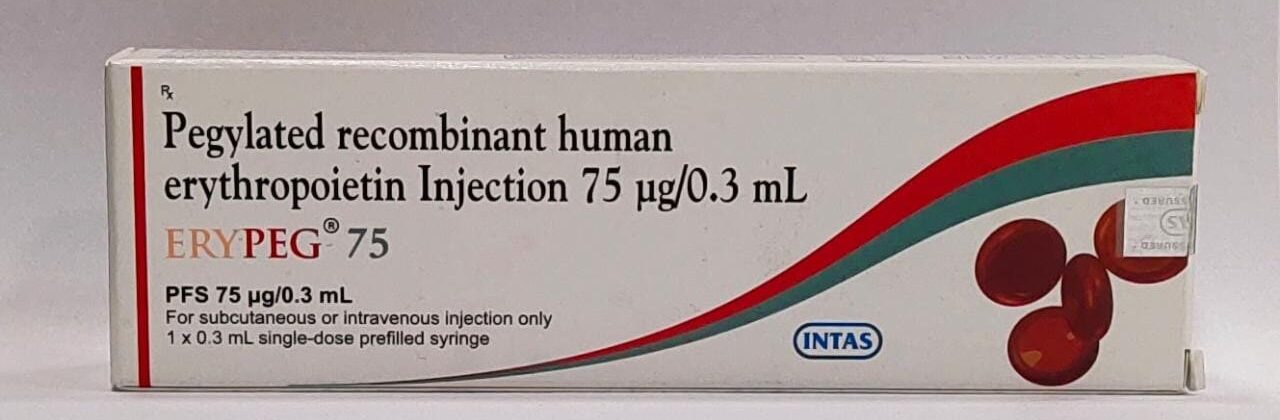 Rx
Pegylated recombinant human
erythropoietin Injection 75 µg/0.3 mL
ERYPEG® 75
PFS 75 µg/0.3 mL
For subcutaneous or intravenous injection only
1 x 0.3 mL single-dose prefilled syringe
INTAS